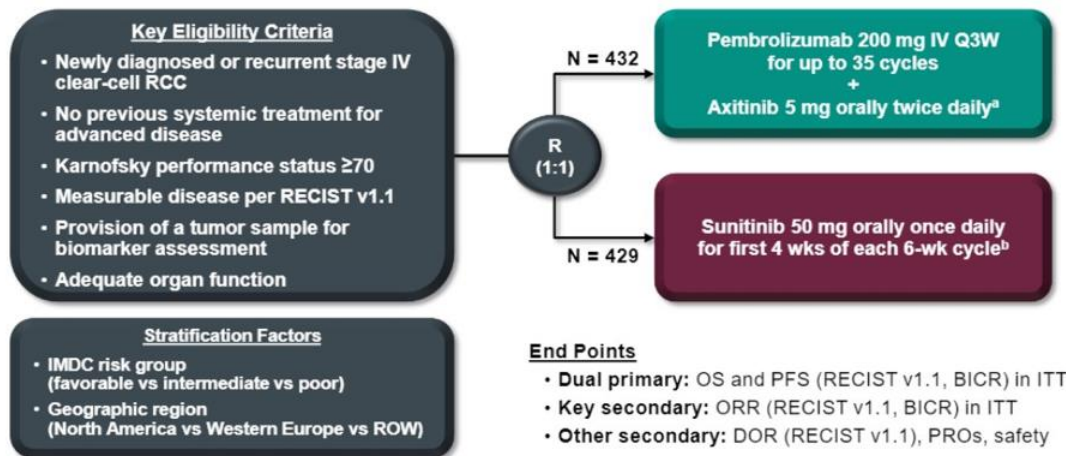 Key Eligibility Criteria
• Newly diagnosed or recurrent stage IV
clear-cell RCC
• No previous systemic treatment for
advanced disease
• Karnofsky performance status ≥70
• Measurable disease per RECIST v1.1
• Provision of a tumor sample for
biomarker assessment
• Adequate organ function
N = 432
R
(1:1)
N = 429
Pembrolizumab 200 mg IV Q3W
for up to 35 cycles
+
Axitinib 5 mg orally twice dailyᵃ
Sunitinib 50 mg orally once daily
for first 4 wks of each 6-wk cycleᵇ
Stratification Factors
• IMDC risk group
(favorable vs intermediate vs poor)
• Geographic region
(North America vs Western Europe vs ROW)
End Points
• Dual primary: OS and PFS (RECIST v1.1, BICR) in ITT
• Key secondary: ORR (RECIST v1.1, BICR) in ITT
• Other secondary: DOR (RECIST v1.1), PROs, safety